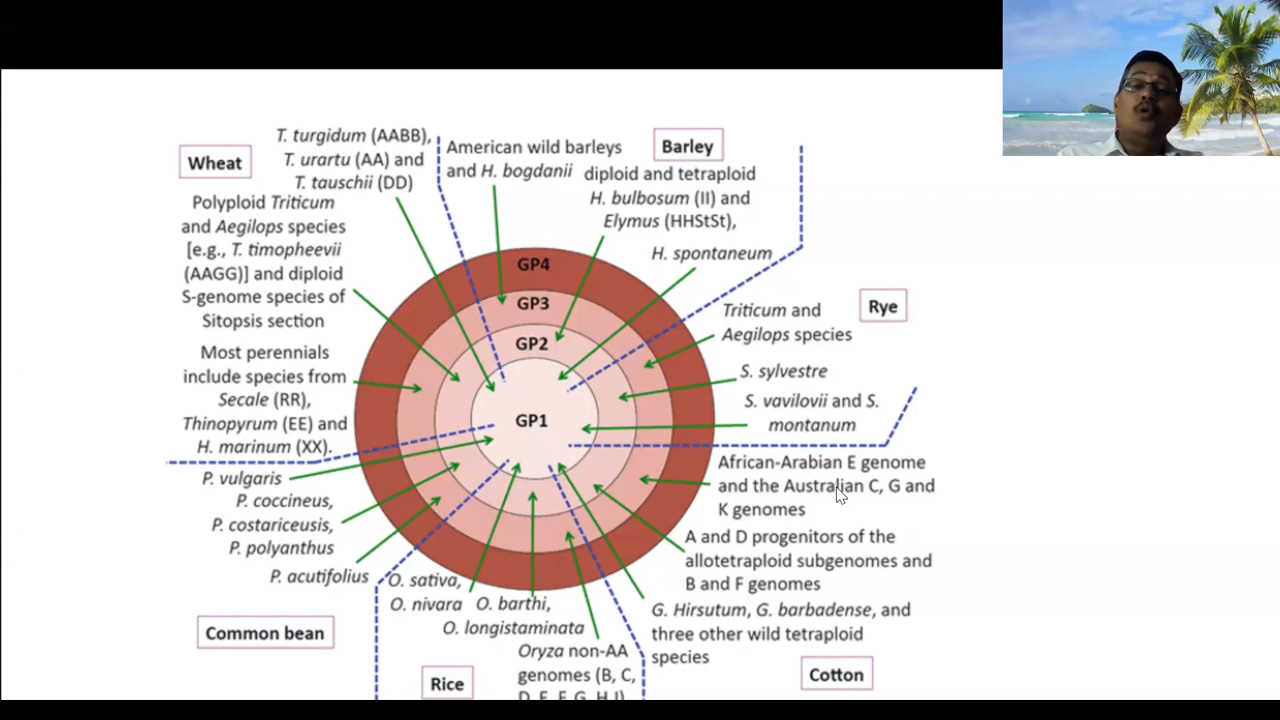 Wheat
T. turgidum (AABB),
T. urartu (AA) and
T. tauschii (DD)
Polyploid Triticum
and Aegilops species
[e.g., T. timopheevii
(AAGG)] and diploid
S-genome species of
Sitopsis section
Most perennials
include species from
Secale (RR),
Thinopyrum (EE) and
H. marinum (XX).
American wild barleys
and H. bogdanii
Barley
diploid and tetraploid
H. bulbosum (II) and
Elymus (HHStSt),
H. spontaneum
Rye
Triticum and
Aegilops species
S. sylvestre
S. vavilovii and S.
montanum
GP4
GP3
GP2
GP1
P. vulgaris
P. coccineus,
P. costariceusis,
P. polyanthus
P. acutifolius
Common bean
O. sativa,
O. nivara
O. barthi,
O. longistaminata
Oryza non-AA
genomes (B, C,
D, E, F, G, H, J)
Rice
African-Arabian E genome
and the Australian C, G and
K genomes
A and D progenitors of the
allotetraploid subgenomes and
B and F genomes
G. Hirsutum, G. barbadense, and
three other wild tetraploid
species
Cotton